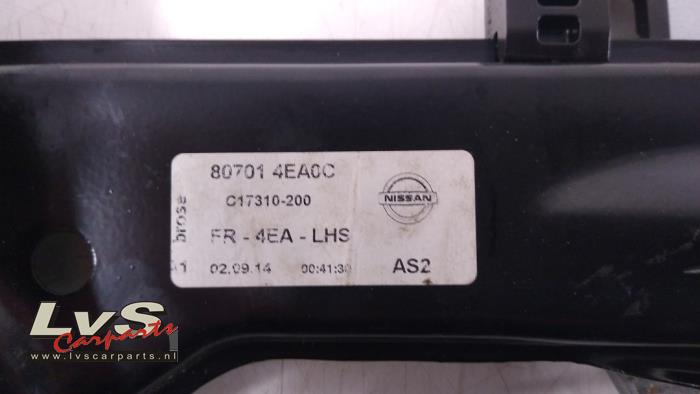 80701 4EA0C
C17310-200
NISSAN
brose
FR - 4EA - LHS
A1 02.09.14 00:41:30 AS2
LvS
Carparts
www.lvscarparts.nl